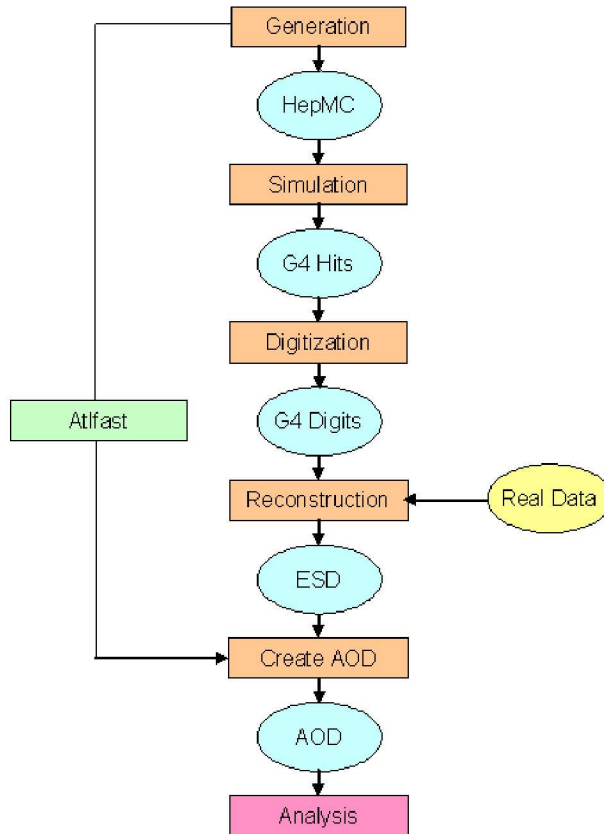 Generation
HepMC
Simulation
G4 Hits
Digitization
Atlfast
G4 Digits
Reconstruction
Real Data
ESD
Create AOD
AOD
Analysis